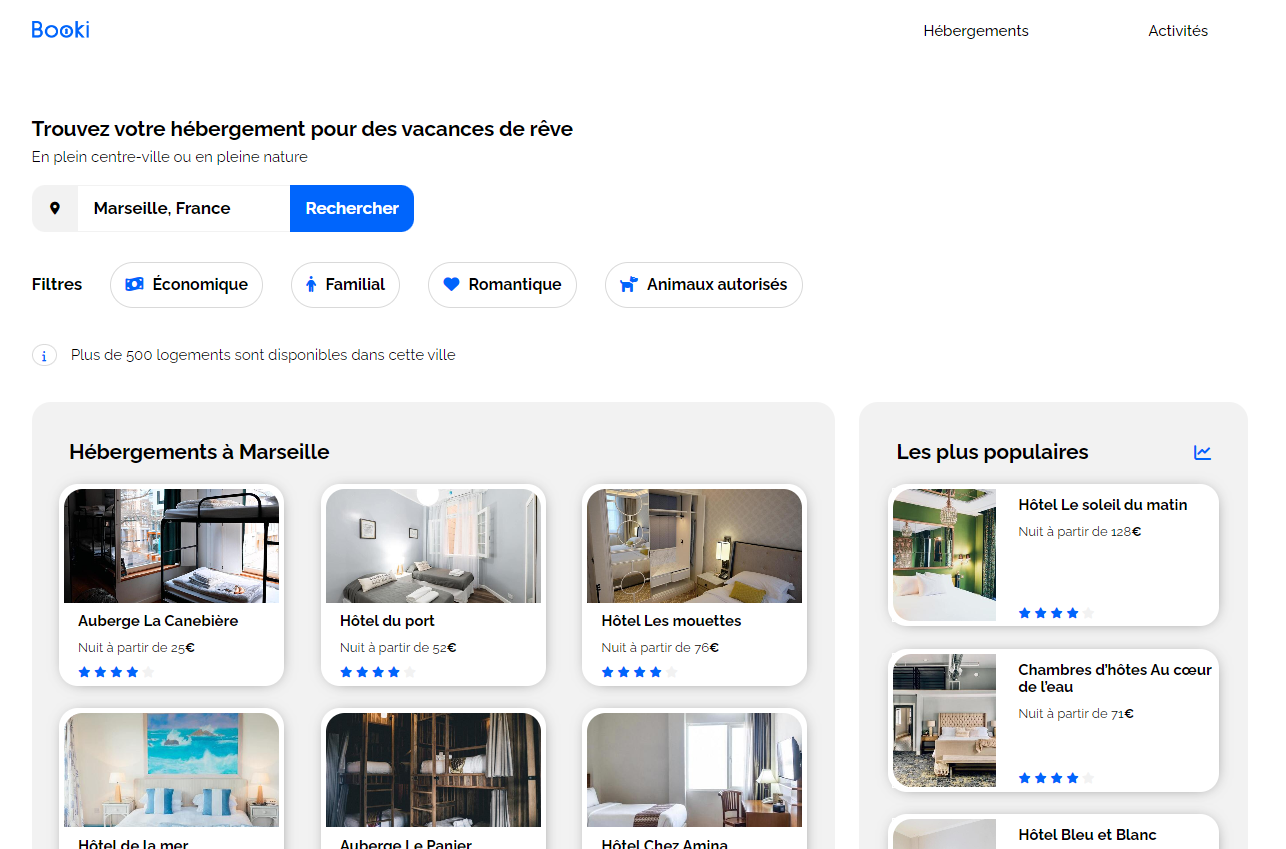 Booki
Hébergements
Activités
Trouvez votre hébergement pour des vacances de rêve
En plein centre-ville ou en pleine nature
Marseille, France
Rechercher
Filtres
Économique
Familial
Romantique
Animaux autorisés
i
Plus de 500 logements sont disponibles dans cette ville
Hébergements à Marseille
Auberge La Canebière
Nuit à partir de 25€
Hôtel du port
Nuit à partir de 52€
Hôtel Les mouettes
Nuit à partir de 76€
Hôtel de la mer
Auberge Le Panier
Hôtel Chez Amina
Les plus populaires
Hôtel Le soleil du matin
Nuit à partir de 128€
Chambres d’hôtes Au cœur
de l’eau
Nuit à partir de 71€
Hôtel Bleu et Blanc